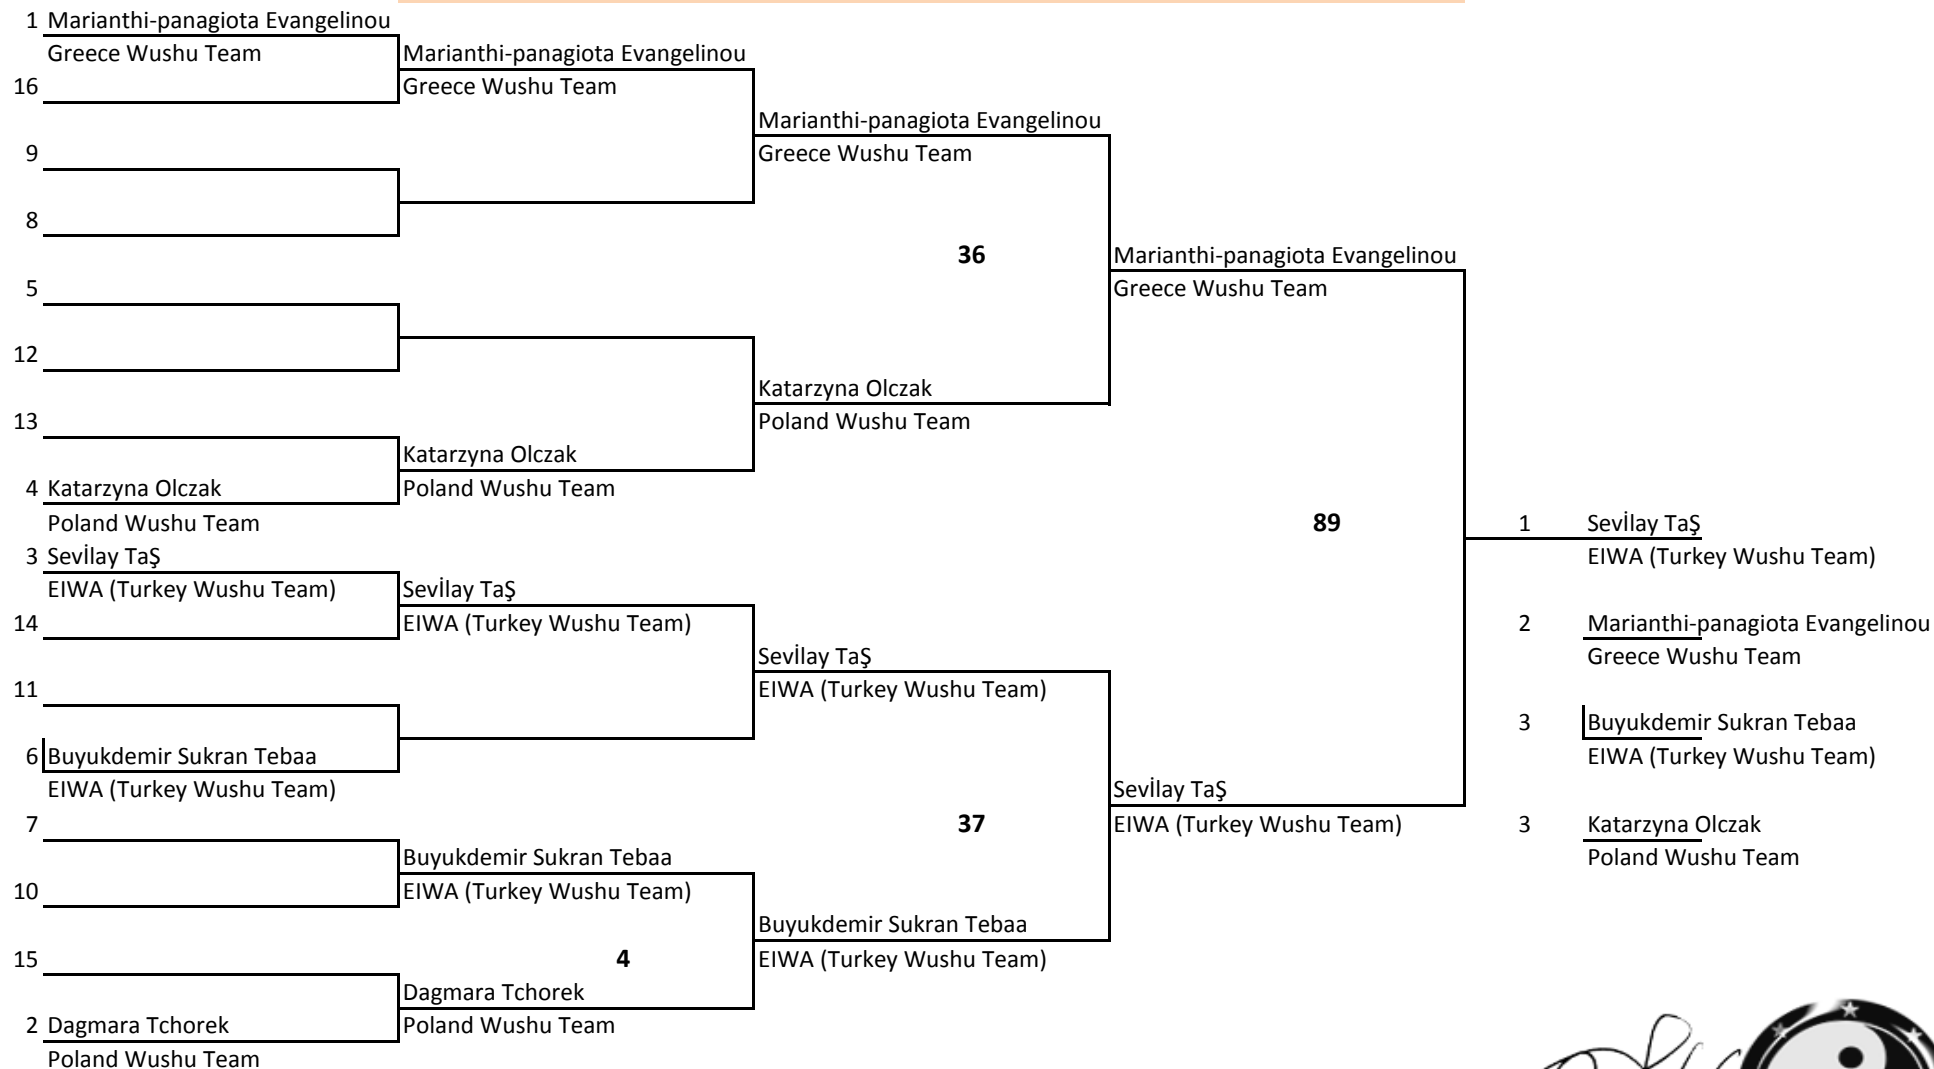 1 Marianthi-panagiota Evangelinou
Greece Wushu Team
Marianthi-panagiota Evangelinou
16
Greece Wushu Team
Marianthi-panagiota Evangelinou
9
Greece Wushu Team
8
36
Marianthi-panagiota Evangelinou
5
Greece Wushu Team
12
Katarzyna Olczak
13
Poland Wushu Team
Katarzyna Olczak
4 Katarzyna Olczak
Poland Wushu Team
Poland Wushu Team
89
1 Sevİlay TaŞ
3 Sevİlay TaŞ
EIWA (Turkey Wushu Team)
EIWA (Turkey Wushu Team)
Sevİlay TaŞ
14
EIWA (Turkey Wushu Team)
2 Marianthi-panagiota Evangelinou
Sevİlay TaŞ
Greece Wushu Team
11
EIWA (Turkey Wushu Team)
3 Buyukdemir Sukran Tebaa
6 Buyukdemir Sukran Tebaa
EIWA (Turkey Wushu Team)
EIWA (Turkey Wushu Team)
Sevİlay TaŞ
7
37
EIWA (Turkey Wushu Team)
3 Katarzyna Olczak
Buyukdemir Sukran Tebaa
Poland Wushu Team
10
EIWA (Turkey Wushu Team)
Buyukdemir Sukran Tebaa
15
4
EIWA (Turkey Wushu Team)
Dagmara Tchorek
2 Dagmara Tchorek
Poland Wushu Team
Poland Wushu Team